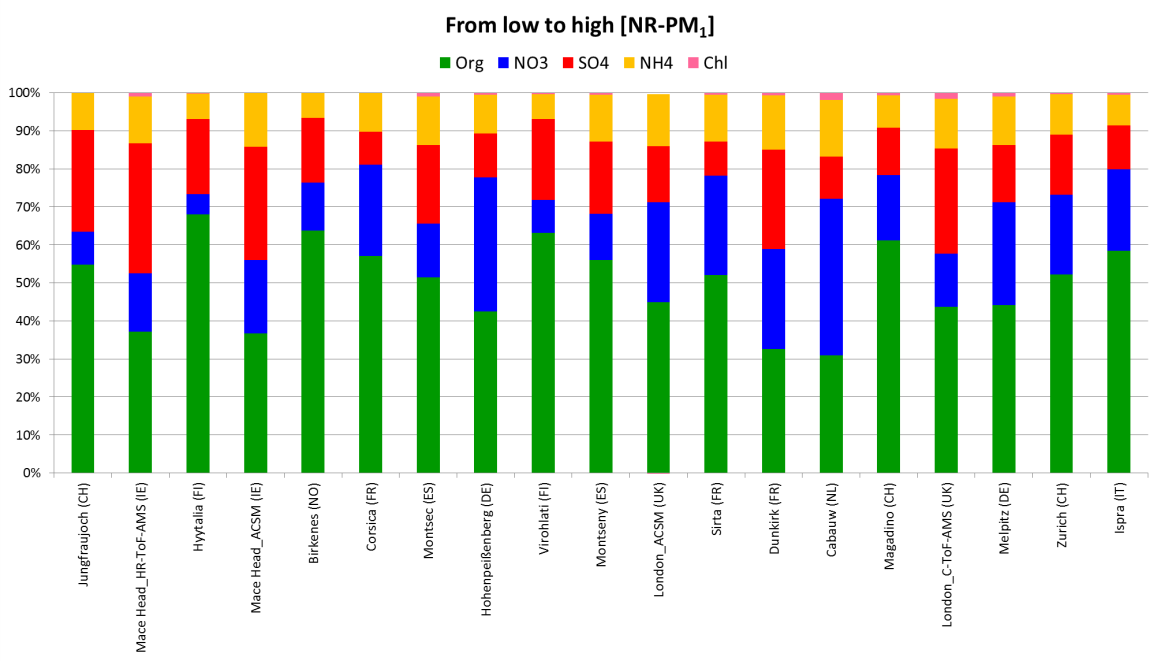 From low to high [NR-PM₁]
Org NO3 SO4 NH4 Chl
100%
90%
80%
70%
60%
50%
40%
30%
20%
10%
0%
Jungfraujoch (CH)
Mace Head_HR-ToF-AMS (IE)
Hyytalia (FI)
Mace Head_ACSM (IE)
Birkenes (NO)
Corsica (FR)
Montsec (ES)
Hohenpeißenberg (DE)
Virohlati (FI)
Montseny (ES)
London_ACSM (UK)
Sirta (FR)
Dunkirk (FR)
Cabauw (NL)
Magadino (CH)
London_C-ToF-AMS (UK)
Melpitz (DE)
Zurich (CH)
Ispra (IT)